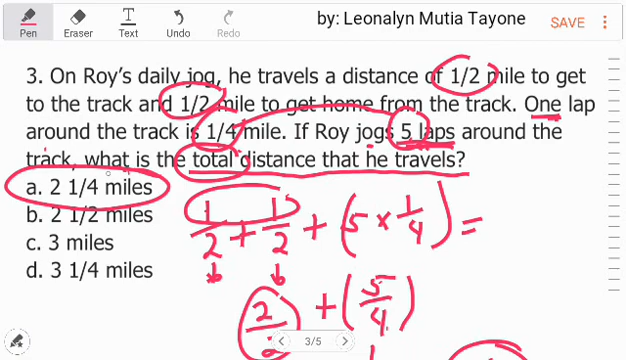 by: Leonalyn Mutia Tayone
Pen Eraser Text Undo Redo SAVE
3. On Roy's daily jog, he travels a distance of 1/2 mile to get
to the track and 1/2 mile to get home from the track. One lap
around the track is 1/4 mile. If Roy jogs 5 laps around the
track, what is the total distance that he travels?
a. 2 1/4 miles
b. 2 1/2 miles
c. 3 miles
d. 3 1/4 miles
1/2 + 1/2 + (5 × 1/4) =
2/2 + (5/4)
3/5